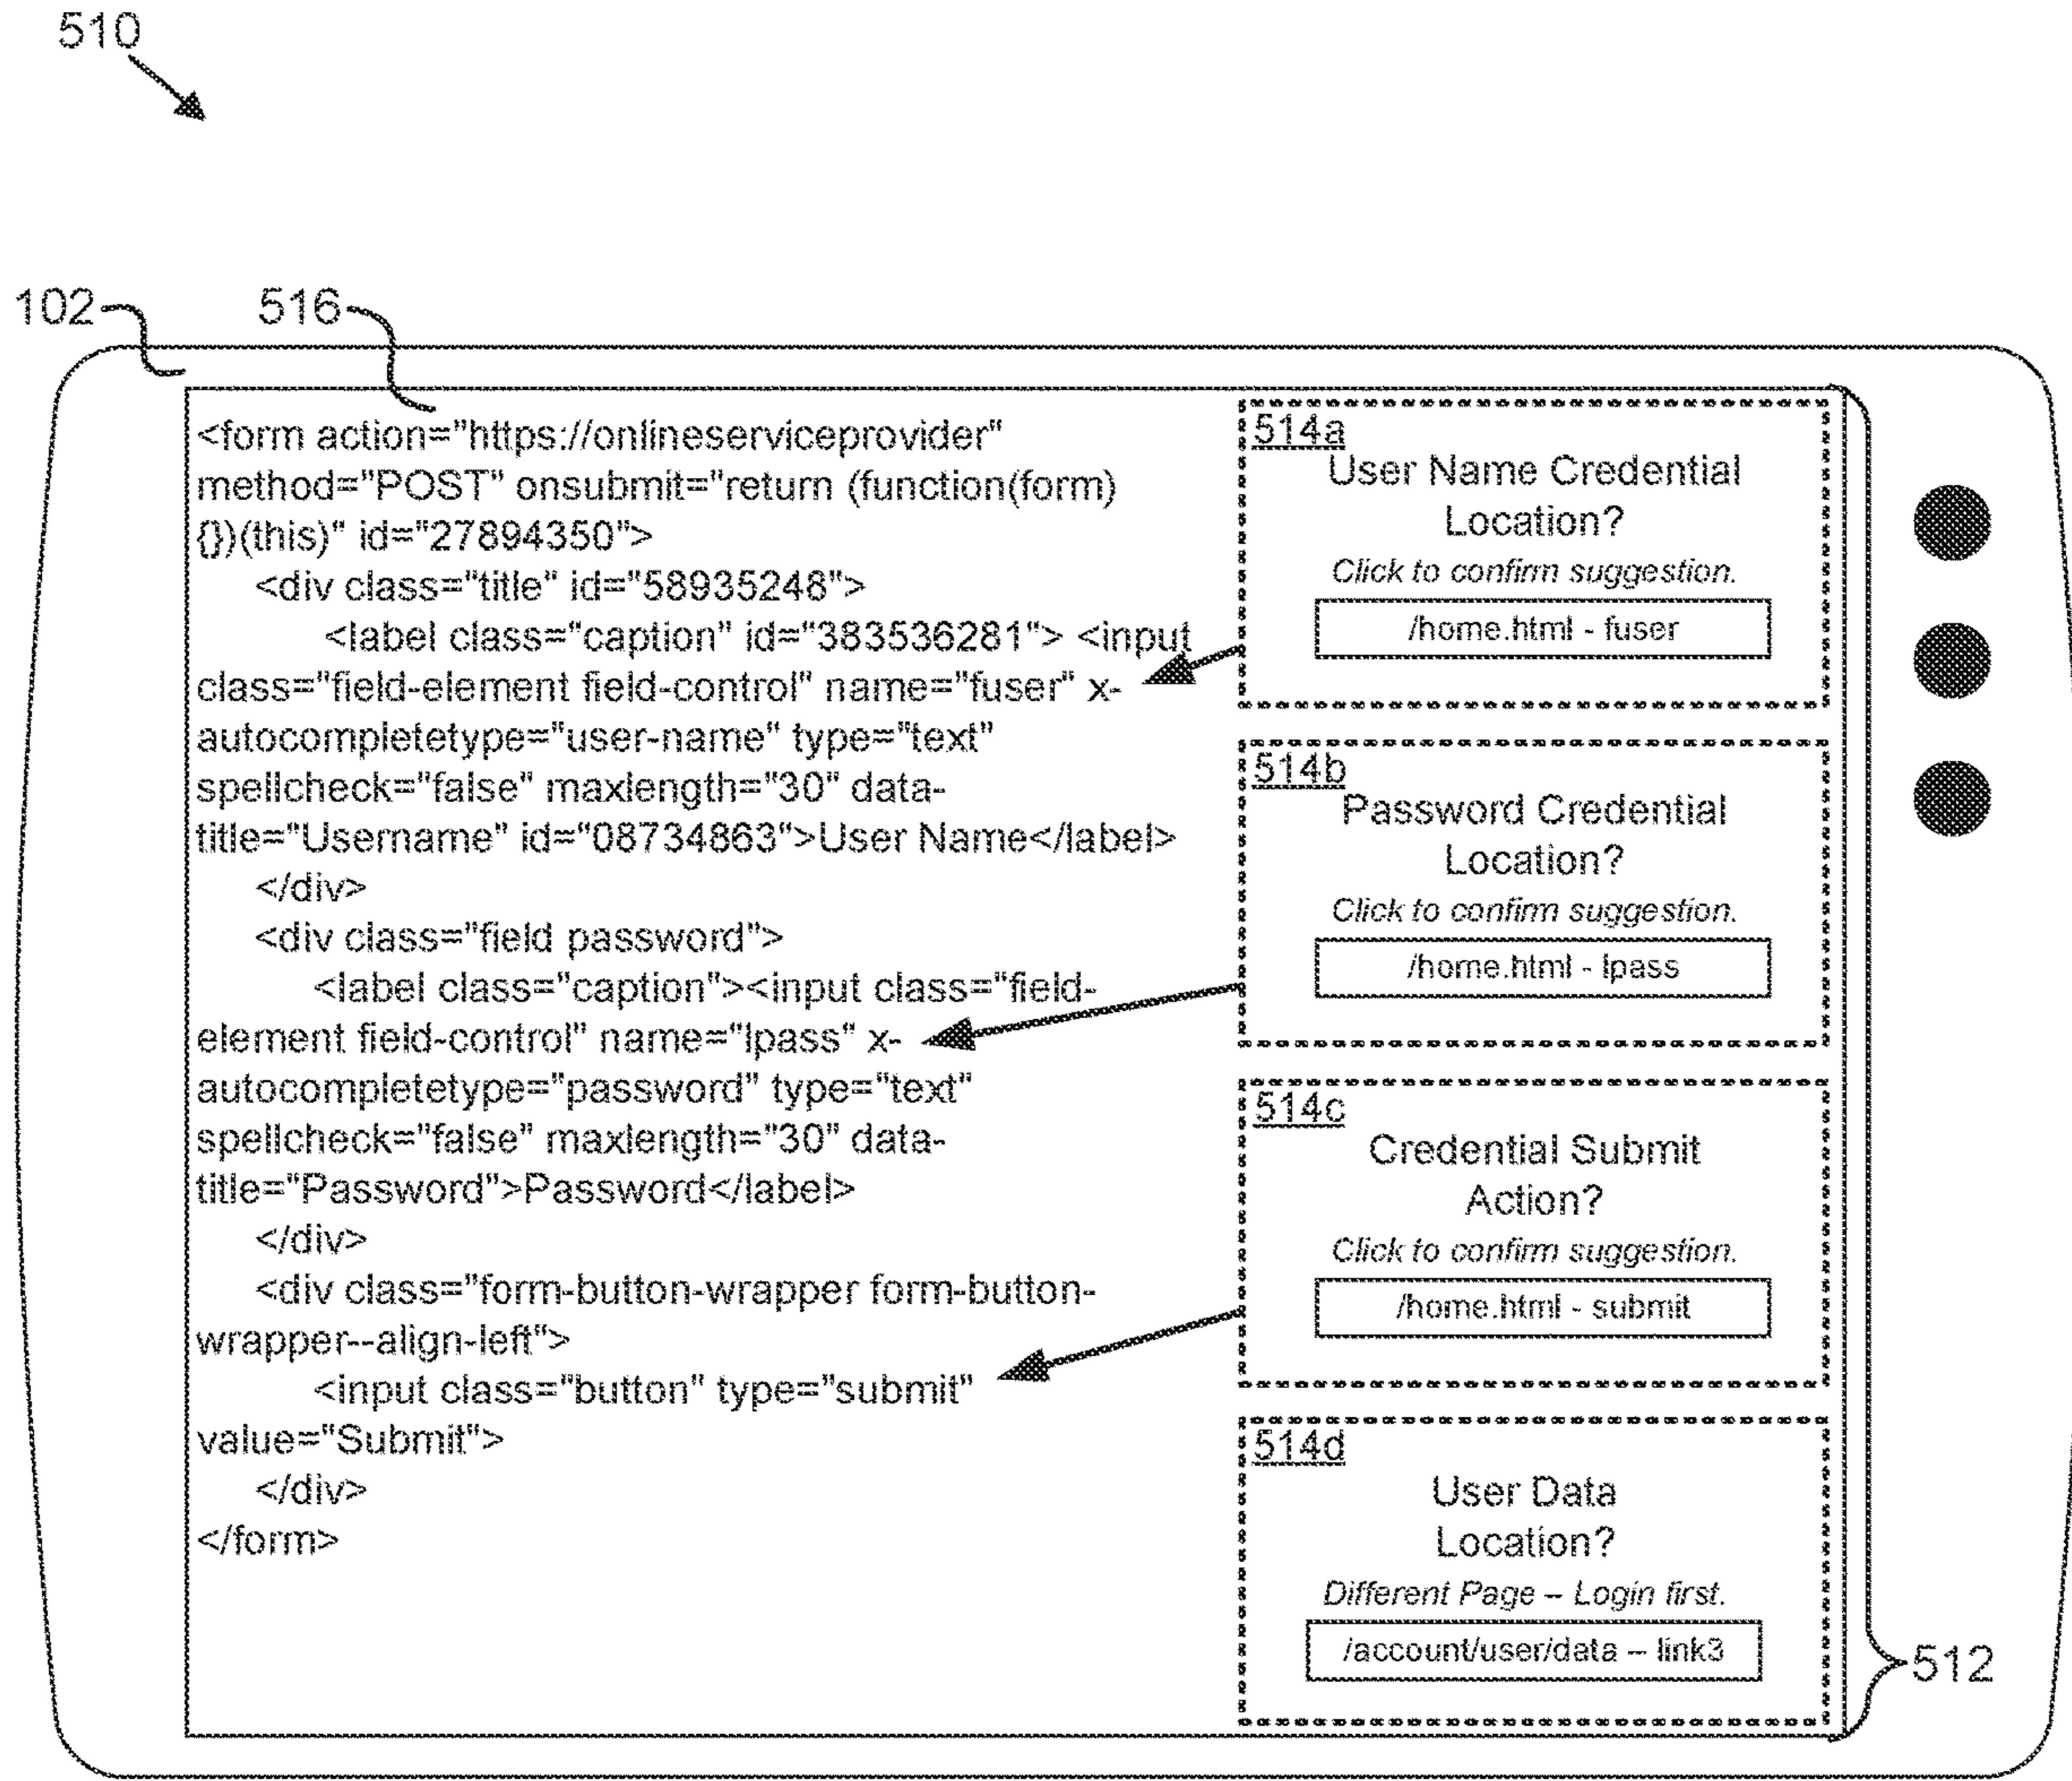 510
102
516
<form action="https://onlineserviceprovider"
method="POST" onsubmit="return (function(form)
{})(this)" id="27894350">
<div class="title" id="58935248">
<label class="caption" id="383536281"> <input
class="field-element field-control" name="fuser" x-
autocompletetype="user-name" type="text"
spellcheck="false" maxlength="30" data-
title="Username" id="08734863">User Name</label>
</div>
<div class="field password">
<label class="caption"><input class="field-
element field-control" name="lpass" x-
autocompletetype="password" type="text"
spellcheck="false" maxlength="30" data-
title="Password">Password</label>
</div>
<div class="form-button-wrapper form-button-
wrapper--align-left">
<input class="button" type="submit"
value="Submit">
</div>
</form>
514a
User Name Credential
Location?
Click to confirm suggestion.
/home.html - fuser
514b
Password Credential
Location?
Click to confirm suggestion.
/home.html - lpass
514c
Credential Submit
Action?
Click to confirm suggestion.
/home.html - submit
514d
User Data
Location?
Different Page – Login first.
/account/user/data – link3
512